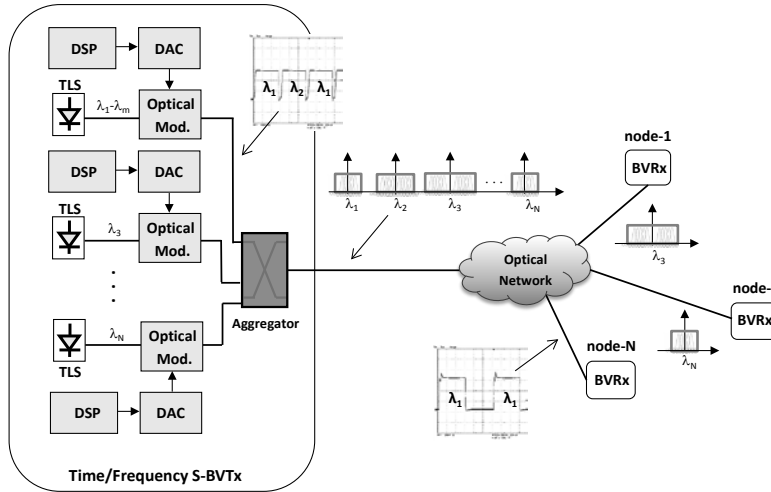 DSP
DAC
TLS
λ1-λm
Optical
Mod.
λ1
λ2
λ1
DSP
DAC
TLS
λ3
Optical
Mod.
. . .
TLS
λN
Optical
Mod.
DSP
DAC
Aggregator
Time/Frequency S-BVTx
λ1
λ2
λ3
. . .
λN
Optical
Network
node-1
BVRx
λ3
node-
BVRx
λN
node-N
BVRx
λ1
λ1